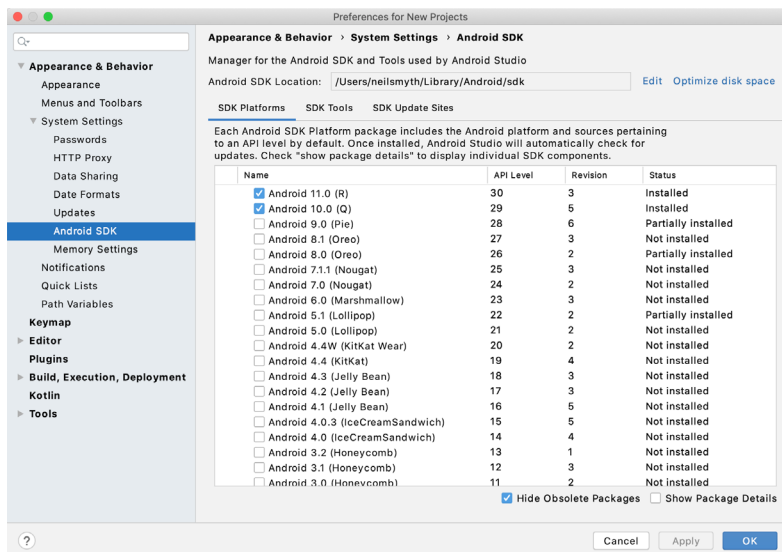 Preferences for New Projects
Appearance & Behavior
Appearance
Menus and Toolbars
System Settings
Passwords
HTTP Proxy
Data Sharing
Date Formats
Updates
Android SDK
Memory Settings
Notifications
Quick Lists
Path Variables
Keymap
Editor
Plugins
Build, Execution, Deployment
Kotlin
Tools
Appearance & Behavior › System Settings › Android SDK
Manager for the Android SDK and Tools used by Android Studio
Android SDK Location: /Users/neilsmyth/Library/Android/sdk Edit Optimize disk space
SDK Platforms SDK Tools SDK Update Sites
Each Android SDK Platform package includes the Android platform and sources pertaining
to an API level by default. Once installed, Android Studio will automatically check for
updates. Check "show package details" to display individual SDK components.
Name API Level Revision Status
Android 11.0 (R) 30 3 Installed
Android 10.0 (Q) 29 5 Installed
Android 9.0 (Pie) 28 6 Partially installed
Android 8.1 (Oreo) 27 3 Not installed
Android 8.0 (Oreo) 26 2 Partially installed
Android 7.1.1 (Nougat) 25 3 Not installed
Android 7.0 (Nougat) 24 2 Not installed
Android 6.0 (Marshmallow) 23 3 Not installed
Android 5.1 (Lollipop) 22 2 Partially installed
Android 5.0 (Lollipop) 21 2 Not installed
Android 4.4W (KitKat Wear) 20 2 Not installed
Android 4.4 (KitKat) 19 4 Not installed
Android 4.3 (Jelly Bean) 18 3 Not installed
Android 4.2 (Jelly Bean) 17 3 Not installed
Android 4.1 (Jelly Bean) 16 5 Not installed
Android 4.0.3 (IceCreamSandwich) 15 5 Not installed
Android 4.0 (IceCreamSandwich) 14 4 Not installed
Android 3.2 (Honeycomb) 13 1 Not installed
Android 3.1 (Honeycomb) 12 3 Not installed
Android 3.0 (Honeycomb) 11 2 Not installed
Hide Obsolete Packages Show Package Details
? Cancel Apply OK